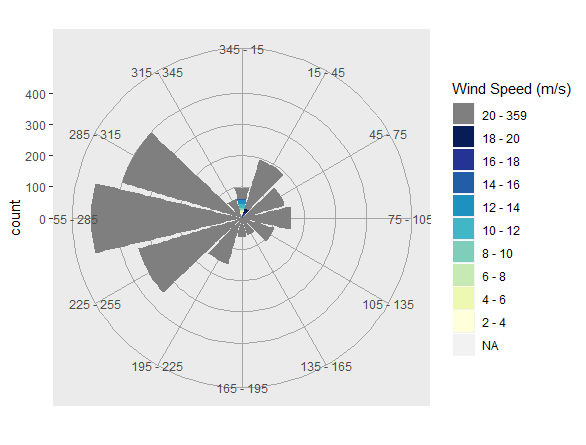 345 - 15
315 - 345
15 - 45
285 - 315
45 - 75
55 - 285
75 - 105
225 - 255
105 - 135
195 - 225
135 - 165
165 - 195
400
300
200
100
0
count
Wind Speed (m/s)
20 - 359
18 - 20
16 - 18
14 - 16
12 - 14
10 - 12
8 - 10
6 - 8
4 - 6
2 - 4
NA